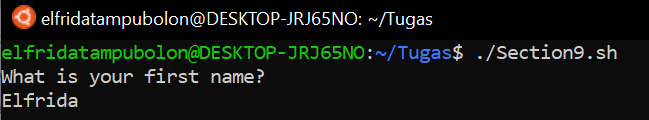 elfridatampubolon@DESKTOP-JRJ65NO: ~/Tugas
elfridatampubolon@DESKTOP-JRJ65NO:~/Tugas$ ./Section9.sh
What is your first name?
Elfrida